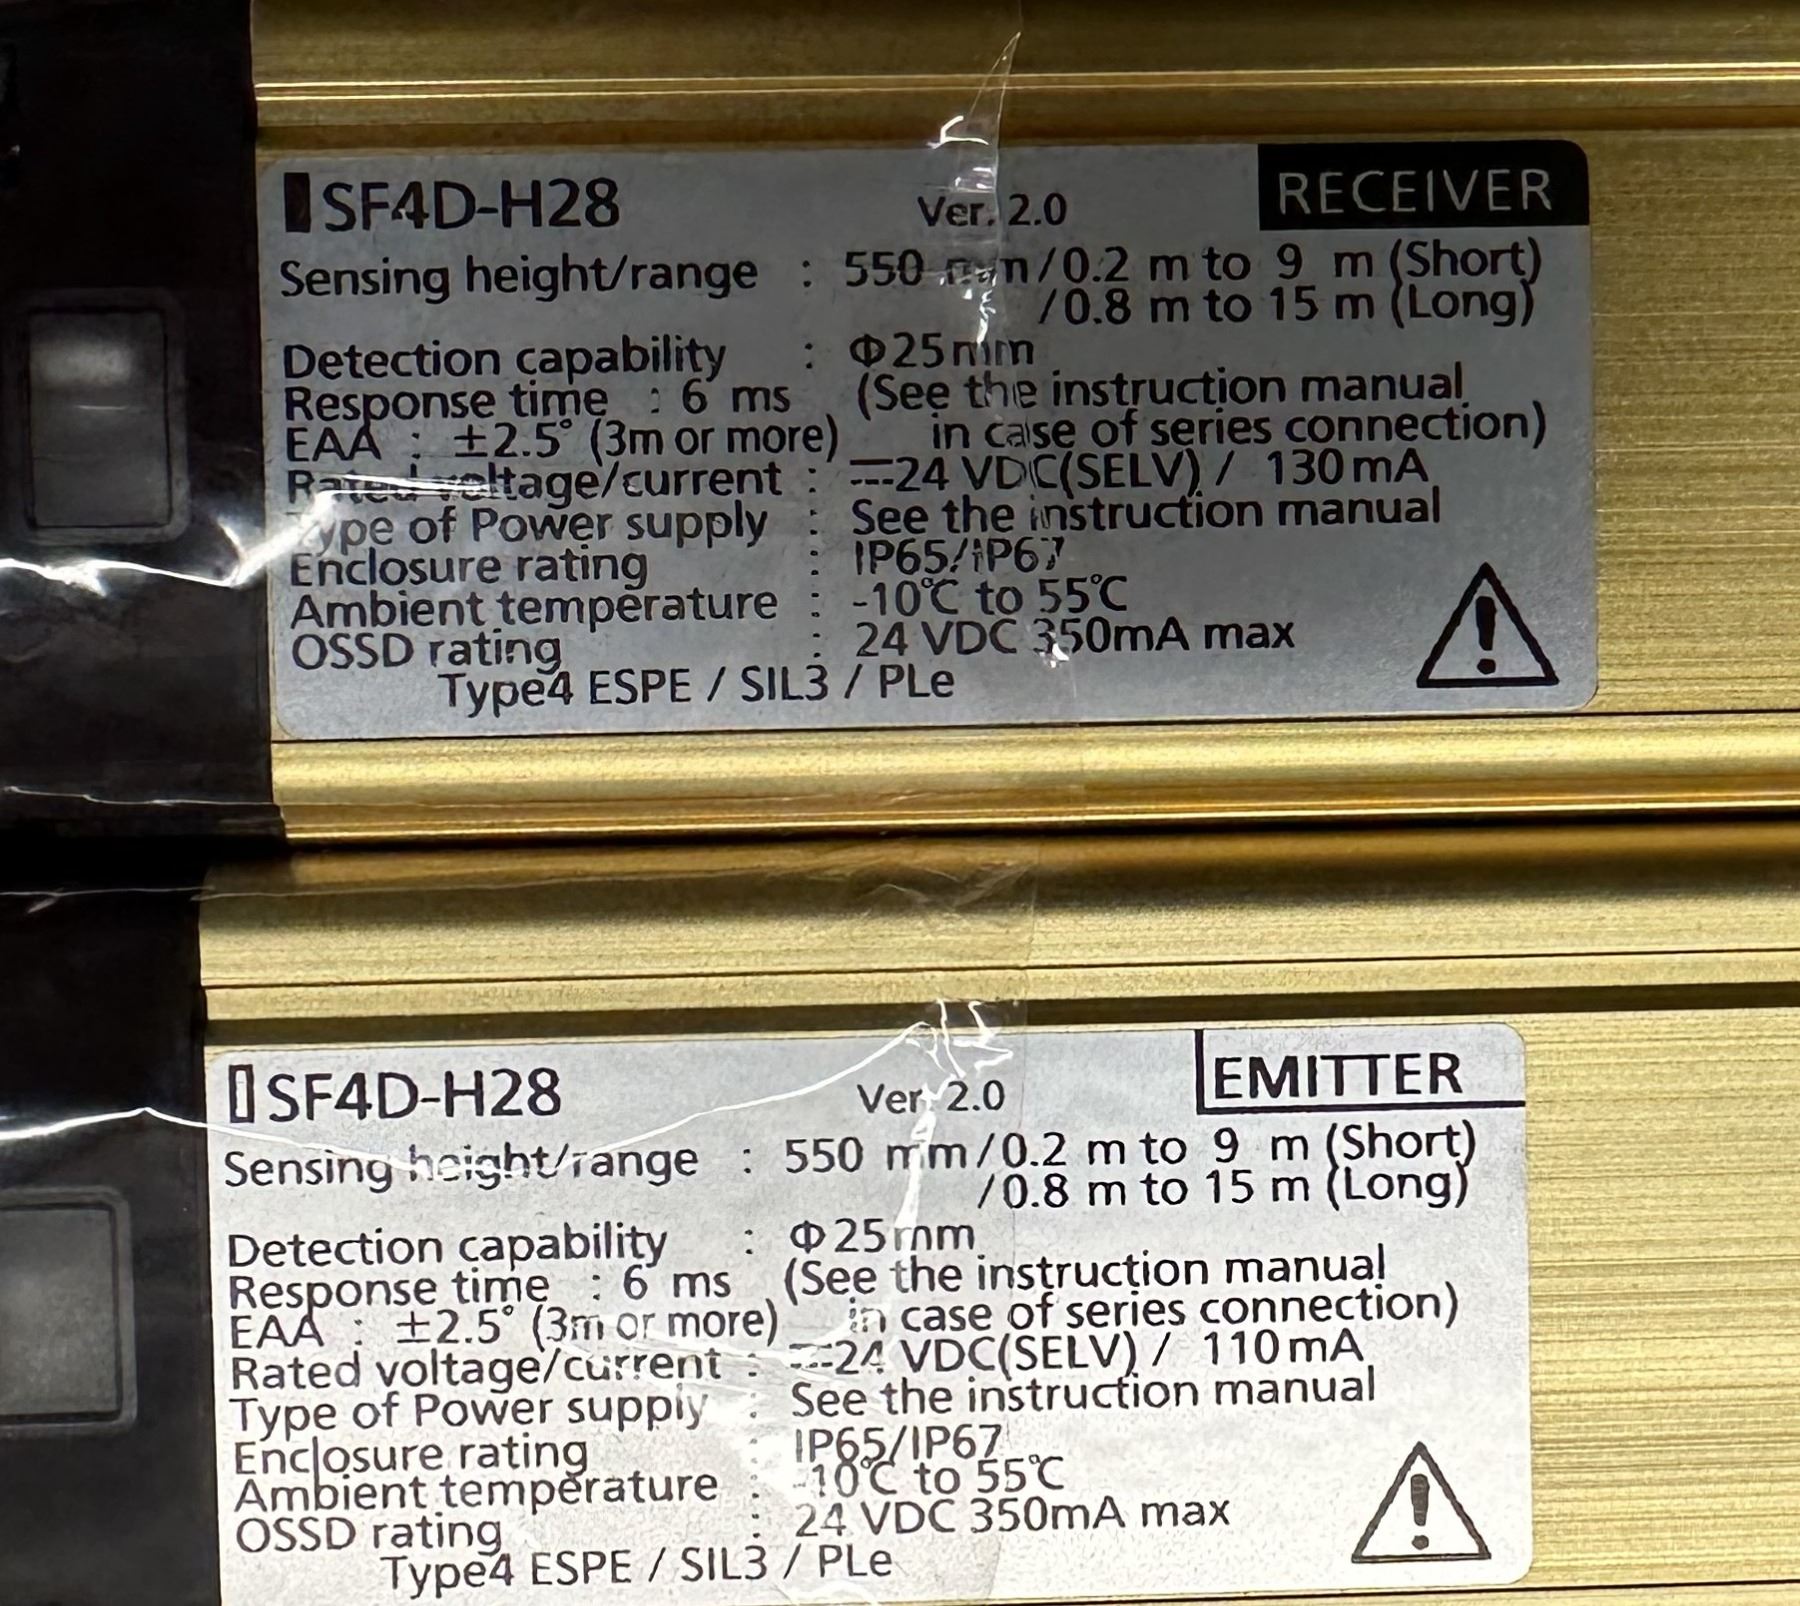 SF4D-H28 Ver. 2.0 RECEIVER
Sensing height/range : 550 mm/0.2 m to 9 m (Short)
/0.8 m to 15 m (Long)
Detection capability : Φ25mm
Response time : 6 ms (See the instruction manual
EAA : ±2.5° (3m or more) in case of series connection)
Rated voltage/current : ⎓24 VDC(SELV) / 130mA
Type of Power supply : See the instruction manual
Enclosure rating : IP65/IP67
Ambient temperature : -10℃ to 55℃
OSSD rating : 24 VDC 350mA max
Type4 ESPE / SIL3 / PLe
SF4D-H28 Ver. 2.0 EMITTER
Sensing height/range : 550 mm/0.2 m to 9 m (Short)
/0.8 m to 15 m (Long)
Detection capability : Φ25mm
Response time : 6 ms (See the instruction manual
EAA : ±2.5° (3m or more) in case of series connection)
Rated voltage/current : ⎓24 VDC(SELV) / 110mA
Type of Power supply : See the instruction manual
Enclosure rating : IP65/IP67
Ambient temperature : -10℃ to 55℃
OSSD rating : 24 VDC 350mA max
Type4 ESPE / SIL3 / PLe